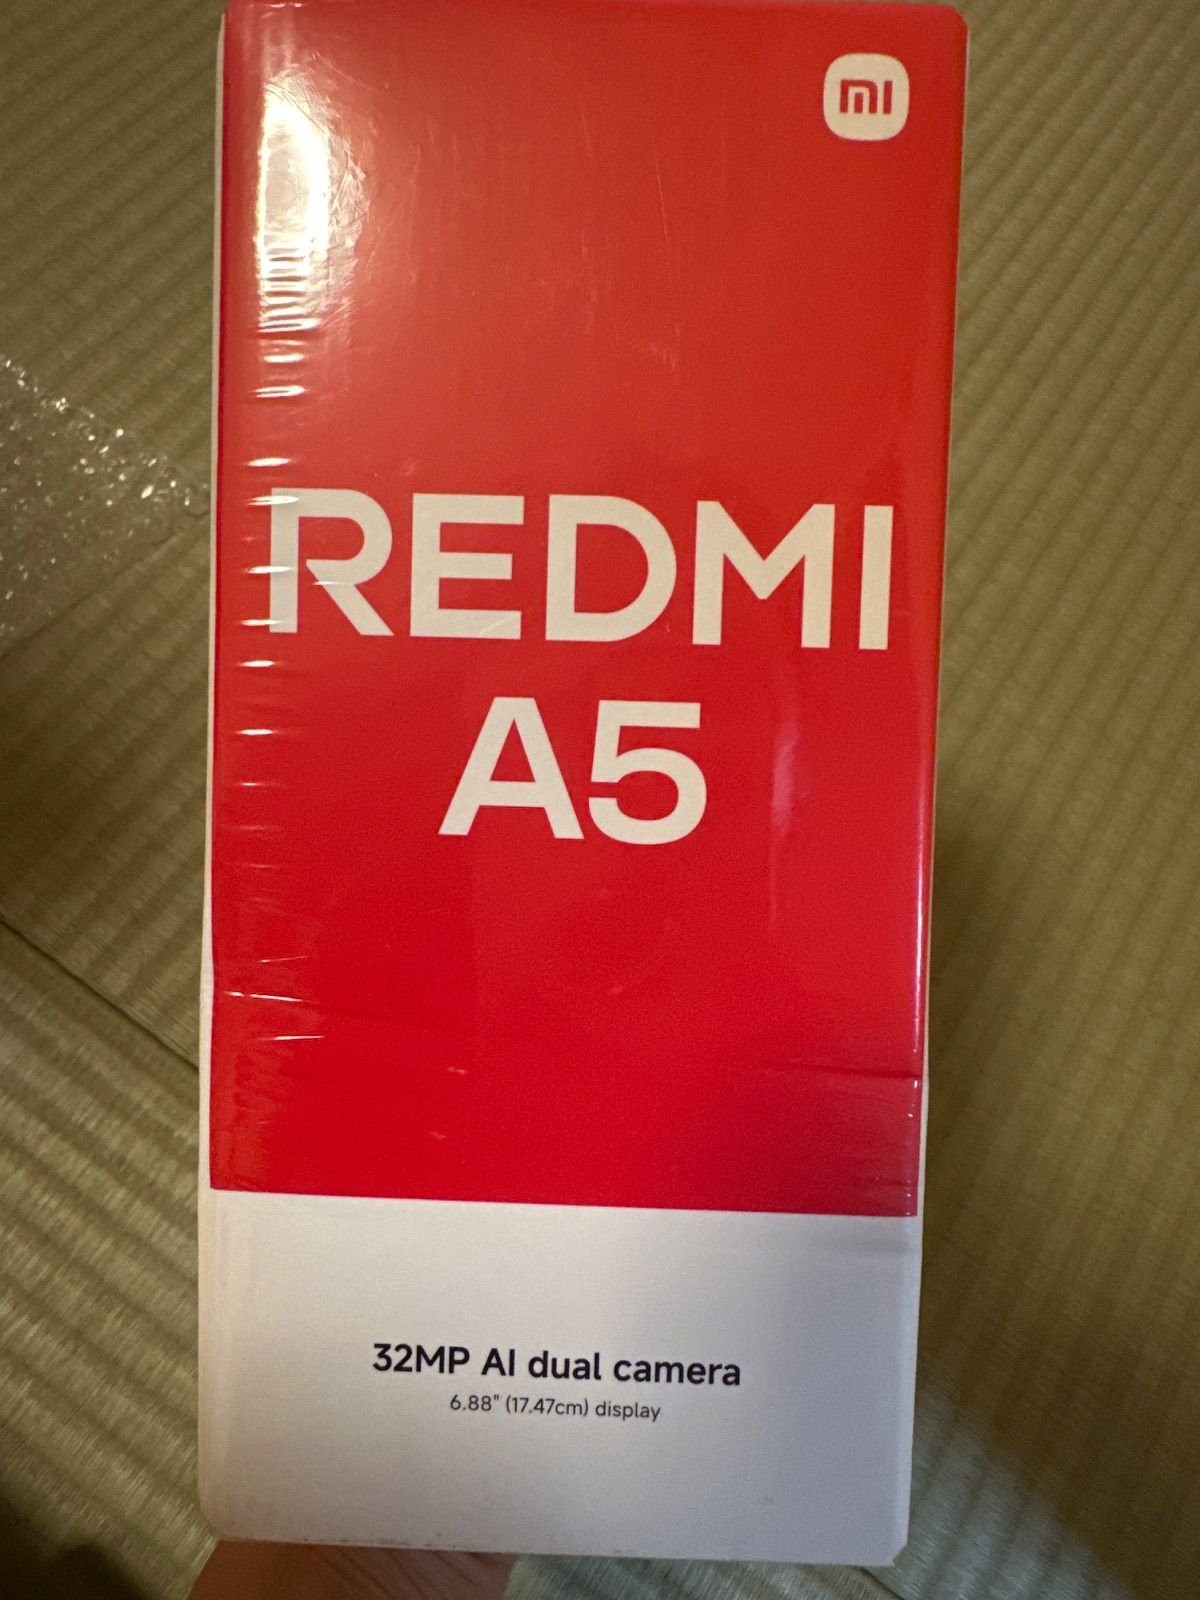 mi
REDMI
A5
32MP AI dual camera
6.88" (17.47cm) display